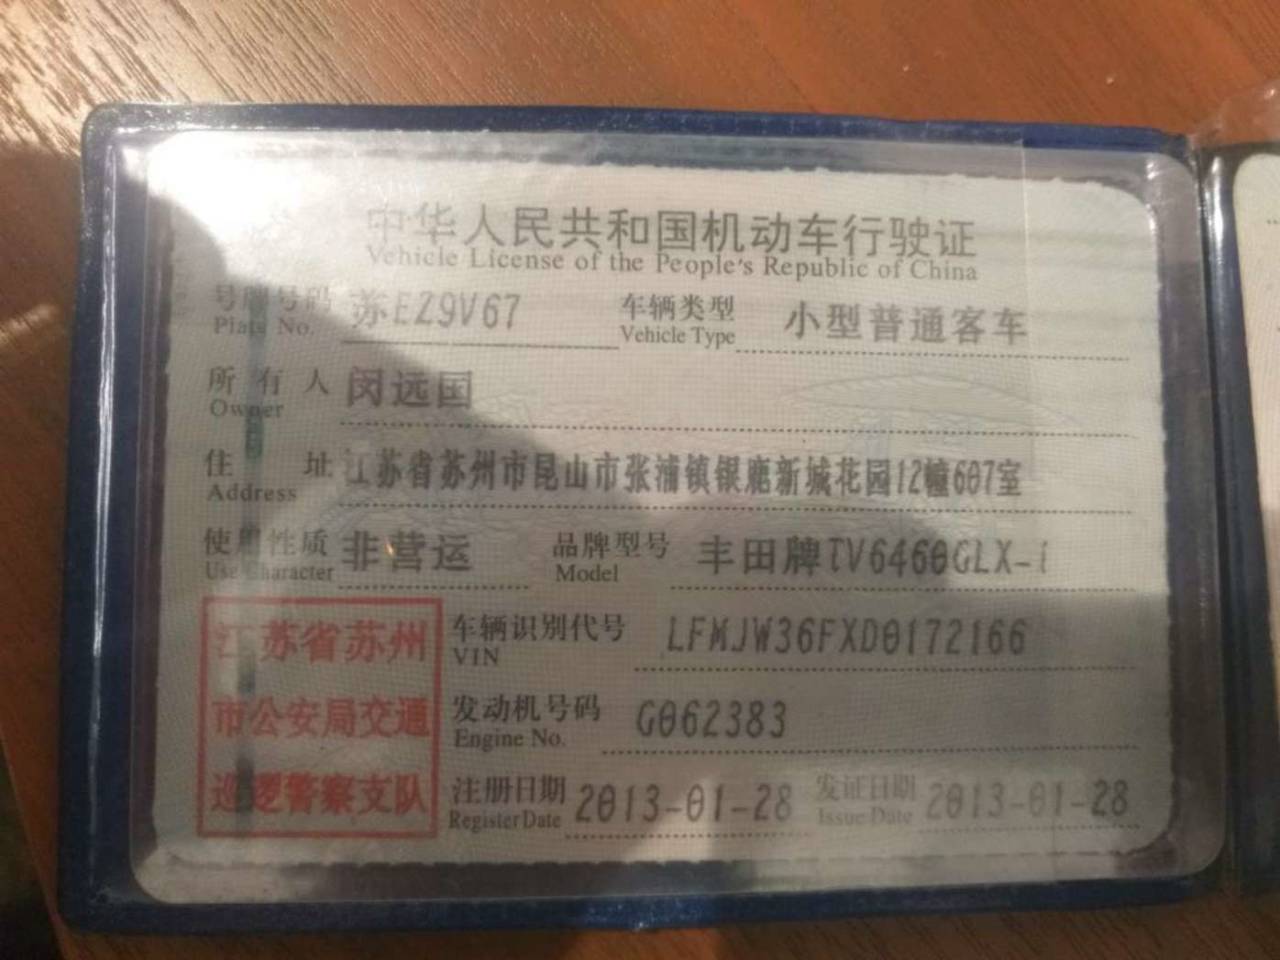 中华人民共和国机动车行驶证
Vehicle License of the People's Republic of China
号牌号码 苏EZ9V67 车辆类型 小型普通客车
Plate No. Vehicle Type
所有人 闵远国
Owner
住址 江苏省苏州市昆山市张浦镇银鹿新城花园12幢607室
Address
使用性质 非营运 品牌型号 丰田牌TV6460GLX-i
Use Character Model
江苏省苏州
市公安局交通
巡逻警察支队
车辆识别代号 LFMJW36FXD0172166
VIN
发动机号码 G062383
Engine No.
注册日期 2013-01-28 发证日期 2013-01-28
Register Date Issue Date